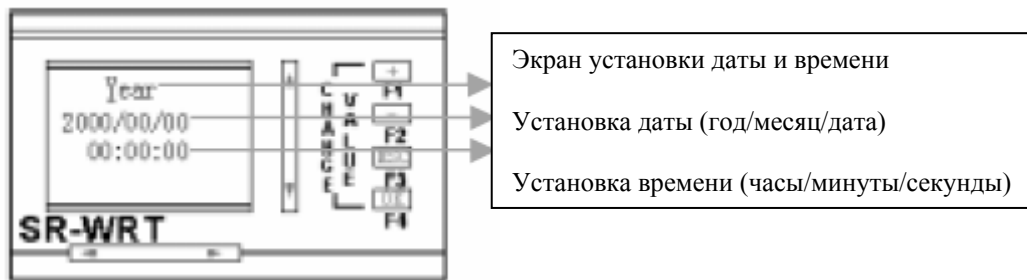 Year
2000/00/00
00:00:00
CHANGE
VALUE
+
F1
-
F2
F3
OK
F4
SR-WRT
Экран установки даты и времени
Установка даты (год/месяц/дата)
Установка времени (часы/минуты/секунды)